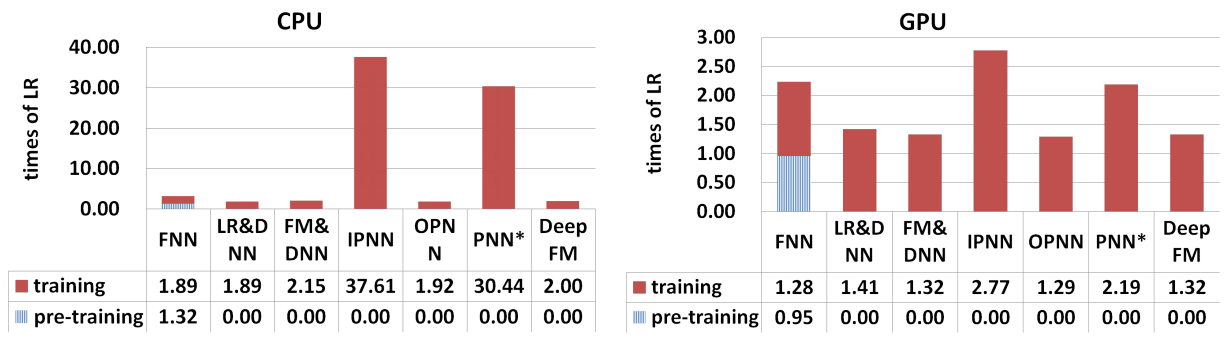 CPU
times of LR
40.00
30.00
20.00
10.00
0.00
FNN LR&D NN FM& DNN IPNN OPN N PNN* Deep FM
training 1.89 1.89 2.15 37.61 1.92 30.44 2.00
pre-training 1.32 0.00 0.00 0.00 0.00 0.00 0.00
GPU
times of LR
3.00
2.50
2.00
1.50
1.00
0.50
0.00
FNN LR&D NN FM& DNN IPNN OPNN PNN* Deep FM
training 1.28 1.41 1.32 2.77 1.29 2.19 1.32
pre-training 0.95 0.00 0.00 0.00 0.00 0.00 0.00